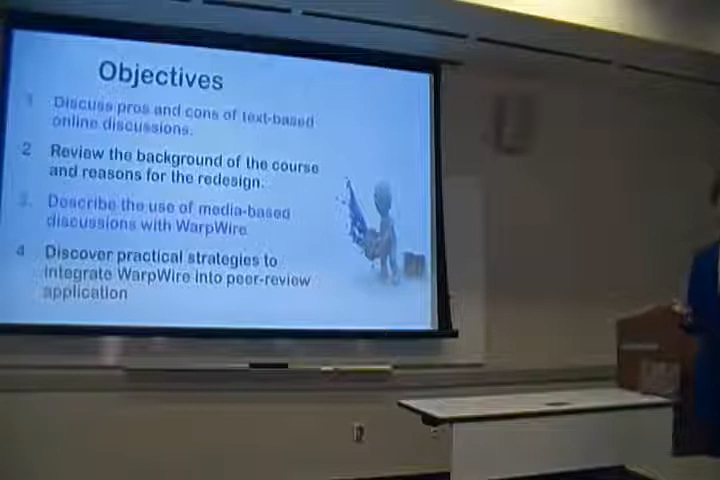 Objectives
1. Discuss pros and cons of text-based
online discussions.
2 Review the background of the course
and reasons for the redesign.
3. Describe the use of media-based
discussions with WarpWire
4 Discover practical strategies to
integrate WarpWire into peer-review
application